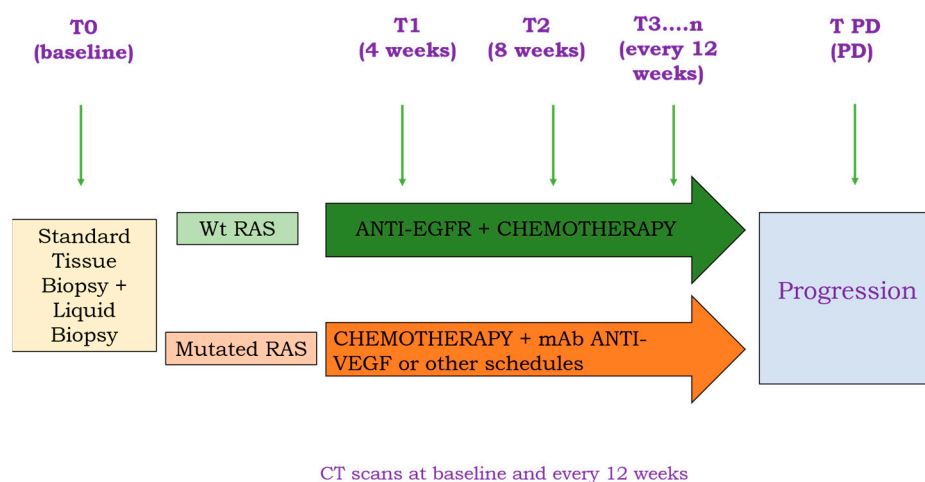 T0
(baseline)
T1
(4 weeks)
T2
(8 weeks)
T3....n
(every 12
weeks)
T PD
(PD)
Standard
Tissue
Biopsy +
Liquid
Biopsy
Wt RAS
ANTI-EGFR + CHEMOTHERAPY
Mutated RAS
CHEMOTHERAPY + mAb ANTI-
VEGF or other schedules
Progression
CT scans at baseline and every 12 weeks